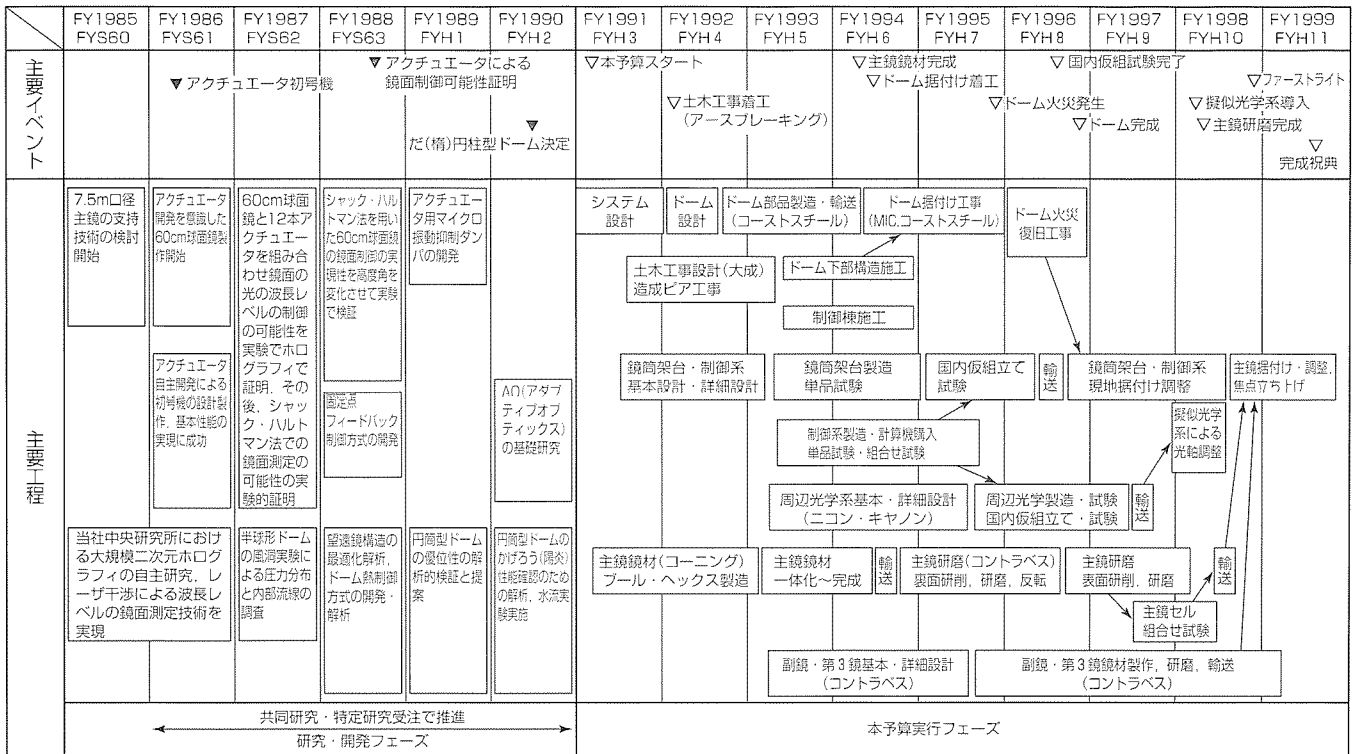 FY1985 FY1986 FY1987 FY1988 FY1989 FY1990 FY1991 FY1992 FY1993 FY1994 FY1995 FY1996 FY1997 FY1998 FY1999
FYS60 FYS61 FYS62 FYS63 FYH1 FYH2 FYH3 FYH4 FYH5 FYH6 FYH7 FYH8 FYH9 FYH10 FYH11
主要イベント
▼アクチュエータ初号機
▼アクチュエータによる
鏡面制御可能性証明
▼
だ(楕)円柱型ドーム決定
▽本予算スタート
▽土木工事着工
(アースブレーキング)
▽主鏡鏡材完成
▽ドーム据付け着工
▽ドーム火災発生
▽国内仮組試験完了
▽ドーム完成
▽ファーストライト
▽擬似光学系導入
▽主鏡研磨完成
▽
完成祝典
主要工程
7.5m口径
主鏡の支持
技術の検討
開始
アクチュエータ
開発を意識した
60cm球面鏡製
作開始
アクチュエータ
自主開発による
初号機の設計製
作,基本性能の
実現に成功
60cm球面
鏡と12本ア
クチュエー
タを組み合
わせ鏡面の
光の波長レ
ベルの制御
の可能性を
実験でホロ
グラフィで
証明,その
後,シャッ
ク・ハルト
マン法での
鏡面測定の
可能性の実
験的証明
シャック・ハル
トマン法を用い
た60cm球面鏡
の鏡面制御の実
現性を高度角を
変化させて実験
で検証
固定点
フィードバック
制御方式の開発
アクチュエー
タ用マイクロ
振動抑制ダン
パの開発
AO(アダプ
ティブオプ
ティックス)
の基礎研究
当社中央研究所におけ
る大規模二次元ホログ
ラフィの自主研究,レ
ーザ干渉による波長レ
ベルの鏡面測定技術を
実現
半球形ドーム
の風洞実験に
よる圧力分布
と内部流線の
調査
望遠鏡構造の
最適化解析,
ドーム熱制御
方式の開発・
解析
円筒型ドーム
の優位性の解
析的検証と提
案
円筒型ドームの
かげろう(陽炎)
性能確認のため
の解析,水流実
験実施
システム
設計
ドーム
設計
ドーム部品製造・輸送
(コーストスチール)
ドーム据付け工事
(MIC.コーストスチール)
ドーム火災
復旧工事
土木工事設計(大成)
造成ピア工事
ドーム下部構造施工
制御棟施工
鏡筒架台・制御系
基本設計・詳細設計
鏡筒架台製造
単品試験
国内仮組立て
試験
輸送
鏡筒架台・制御系
現地据付け調整
主鏡据付け・調整,
焦点立ち上げ
制御系製造・計算機購入
単品試験・組合せ試験
擬似光学
系による
光軸調整
周辺光学系基本・詳細設計
(ニコン・キヤノン)
周辺光学製造・試験
国内仮組立て・試験
輸送
主鏡鏡材(コーニング)
ブール・ヘックス製造
主鏡鏡材
一体化〜完成
輸送
主鏡研磨(コントラベス)
裏面研削,研磨,反転
主鏡研磨
表面研削,研磨
輸送
主鏡セル
組合せ試験
副鏡・第3鏡基本・詳細設計
(コントラベス)
副鏡・第3鏡鏡材製作,研磨,輸送
(コントラベス)
共同研究・特定研究受注で推進
研究・開発フェーズ
本予算実行フェーズ